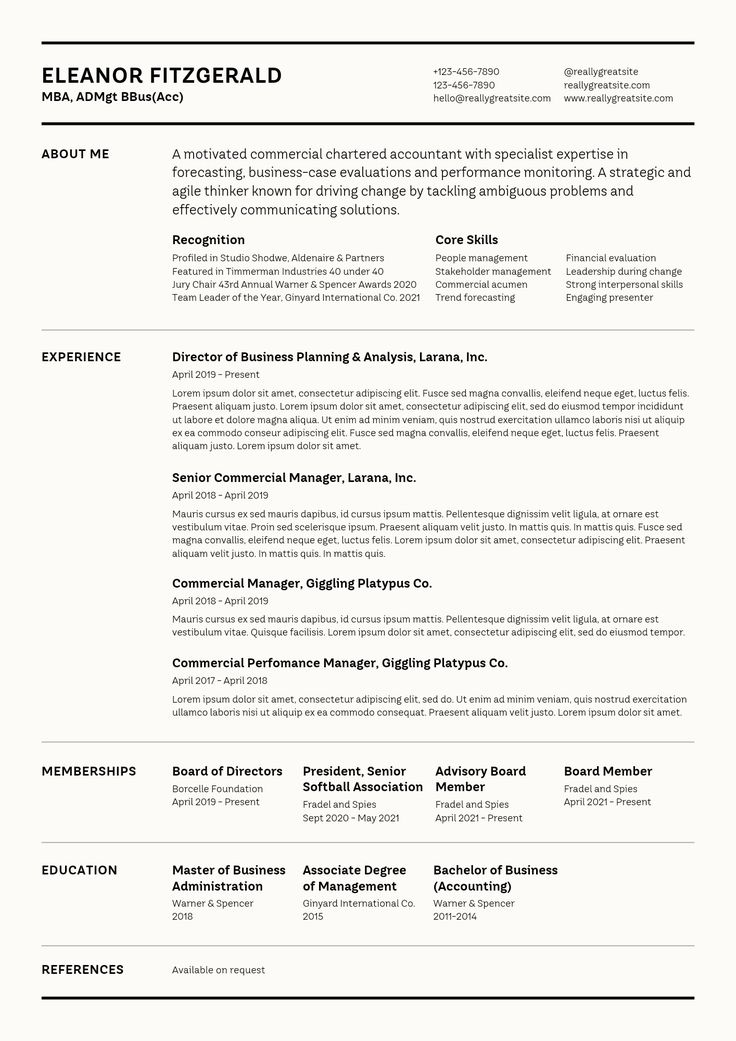 ELEANOR FITZGERALD
MBA, ADMgt BBus(Acc)
+123-456-7890
123-456-7890
hello@reallygreatsite.com
@reallygreatsite
reallygreatsite.com
www.reallygreatsite.com
ABOUT ME
A motivated commercial chartered accountant with specialist expertise in
forecasting, business-case evaluations and performance monitoring. A strategic and
agile thinker known for driving change by tackling ambiguous problems and
effectively communicating solutions.
Recognition
Profiled in Studio Shodwe, Aldenaire & Partners
Featured in Timmerman Industries 40 under 40
Jury Chair 43rd Annual Warner & Spencer Awards 2020
Team Leader of the Year, Ginyard International Co. 2021
Core Skills
People management
Stakeholder management
Commercial acumen
Trend forecasting
Financial evaluation
Leadership during change
Strong interpersonal skills
Engaging presenter
EXPERIENCE
Director of Business Planning & Analysis, Larana, Inc.
April 2019 - Present
Lorem ipsum dolor sit amet, consectetur adipiscing elit. Fusce sed magna convallis, eleifend neque eget, luctus felis.
Praesent aliquam justo. Lorem ipsum dolor sit amet, consectetur adipiscing elit, sed do eiusmod tempor incididunt
ut labore et dolore magna aliqua. Ut enim ad minim veniam, quis nostrud exercitation ullamco laboris nisi ut aliquip
ex ea commodo conseur adipiscing elit. Fusce sed magna convallis, eleifend neque eget, luctus felis. Praesent
aliquam justo. Lorem ipsum dolor sit amet.
Senior Commercial Manager, Larana, Inc.
April 2018 - April 2019
Mauris cursus ex sed mauris dapibus, id cursus ipsum mattis. Pellentesque dignissim velit ligula, at ornare est
vestibulum vitae. Proin sed scelerisque ipsum. Praesent aliquam velit justo. In mattis quis. In mattis quis. Fusce sed
magna convallis, eleifend neque eget, luctus felis. Lorem ipsum dolor sit amet, consectetur adipiscing elit. Praesent
aliquam velit justo. In mattis quis. In mattis quis.
Commercial Manager, Giggling Platypus Co.
April 2018 - April 2019
Mauris cursus ex sed mauris dapibus, id cursus ipsum mattis. Pellentesque dignissim velit ligula, at ornare est
vestibulum vitae. Quisque facilisis. Lorem ipsum dolor sit amet, consectetur adipiscing elit, sed do eiusmod tempor.
Commercial Perfomance Manager, Giggling Platypus Co.
April 2017 - April 2018
Lorem ipsum dolor sit amet, consectetur adipiscing elit, sed do. Ut enim ad minim veniam, quis nostrud exercitation
ullamco laboris nisi ut aliquip ex ea commodo consequat. Praesent aliquam velit justo. Lorem ipsum dolor sit amet.
MEMBERSHIPS
Board of Directors
Borcelle Foundation
April 2019 - Present
President, Senior
Softball Association
Fradel and Spies
Sept 2020 - May 2021
Advisory Board
Member
Fradel and Spies
April 2021 - Present
Board Member
Fradel and Spies
April 2021 - Present
EDUCATION
Master of Business
Administration
Warner & Spencer
2018
Associate Degree
of Management
Ginyard International Co.
2015
Bachelor of Business
(Accounting)
Warner & Spencer
2011-2014
REFERENCES
Available on request